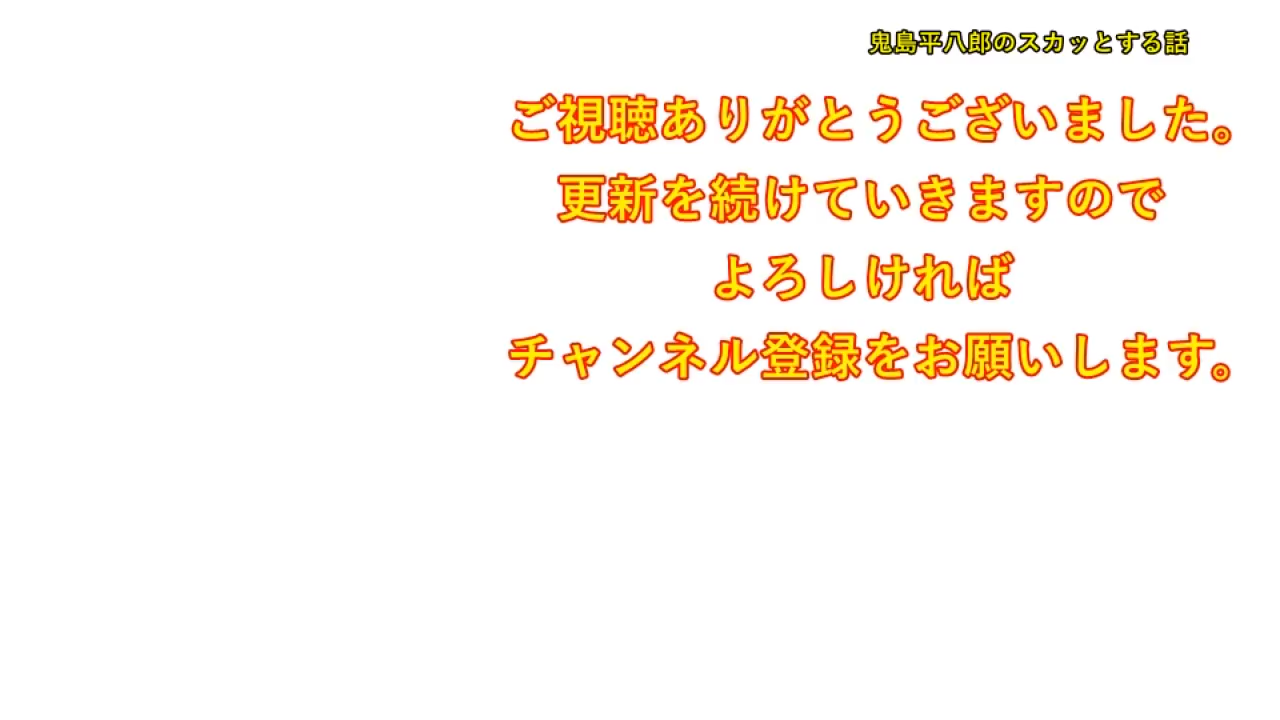 鬼島平八郎のスカッとする話
ご視聴ありがとうございました。
更新を続けていきますので
よろしければ
チャンネル登録をお願いします。